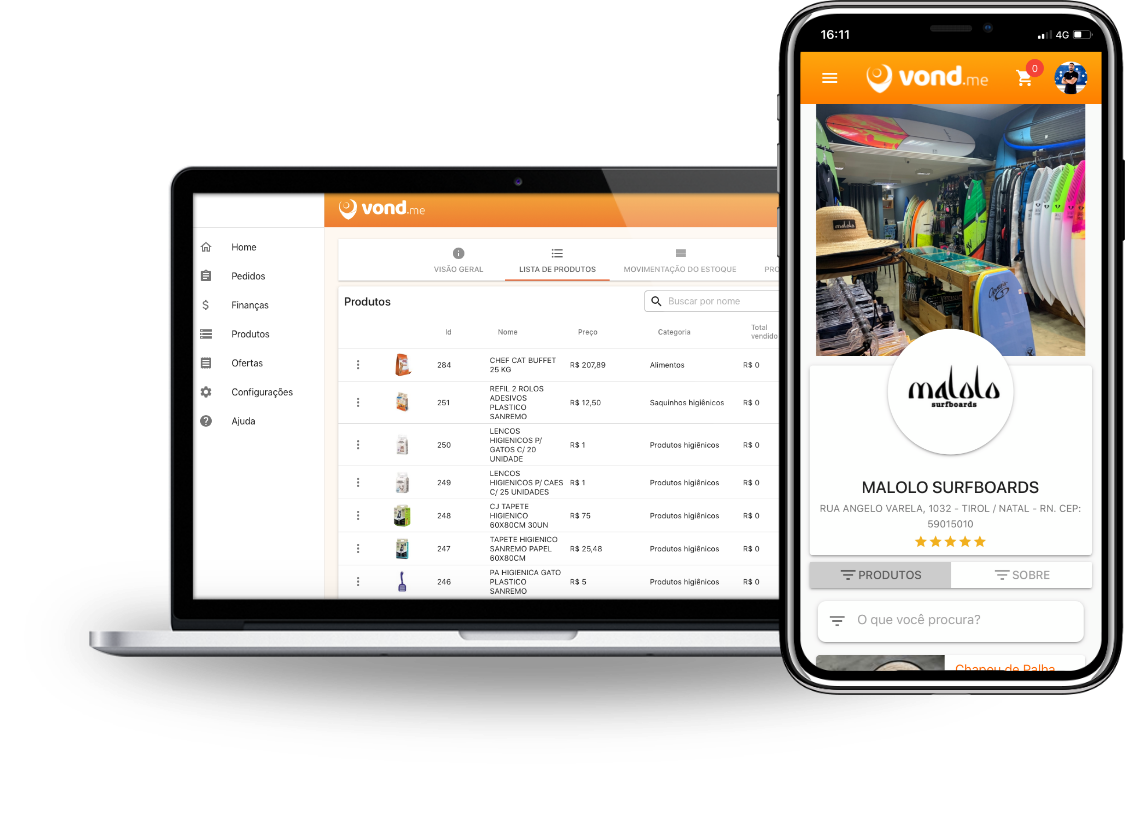 vond.me
Home
Pedidos
Finanças
Produtos
Ofertas
Configurações
Ajuda
VISÃO GERAL
LISTA DE PRODUTOS
MOVIMENTAÇÃO DO ESTOQUE
PRO
Produtos
Buscar por nome
Id
Nome
Preço
Categoria
Total
vendido
284
CHEF CAT BUFFET
25 KG
R$ 207,89
Alimentos
R$ 0
251
REFIL 2 ROLOS
ADESIVOS
PLASTICO
SANREMO
R$ 12,50
Saquinhos higiênicos
R$ 0
250
LENCOS
HIGIENICOS P/
GATOS C/ 20
UNIDADE
R$ 1
Produtos higiênicos
R$ 0
249
LENCOS
HIGIENICOS P/ CAES
C/ 25 UNIDADES
R$ 1
Produtos higiênicos
R$ 0
248
CJ TAPETE
HIGIENICO
60X80CM 30UN
R$ 75
Produtos higiênicos
R$ 0
247
TAPETE HIGIENICO
SANREMO PAPEL
60X80CM
R$ 25,48
Produtos higiênicos
R$ 0
246
PA HIGIENICA GATO
PLASTICO
SANREMO
R$ 5
Produtos higiênicos
R$ 0
16:11
4G
vond.me
0
malolo
malolo
surfboards
MALOLO SURFBOARDS
RUA ANGELO VARELA, 1032 - TIROL / NATAL - RN. CEP:
59015010
PRODUTOS
SOBRE
O que você procura?
Chapeu de Palha